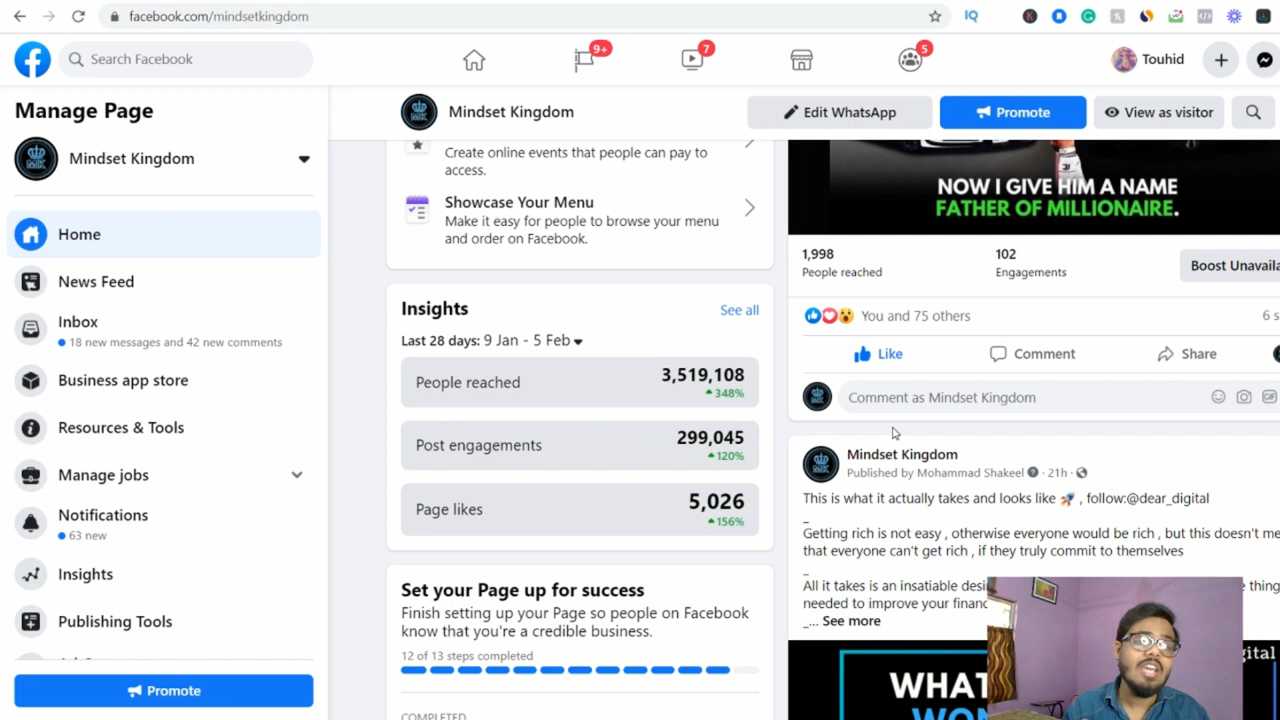 facebook.com/mindsetkingdom
IQ
Search Facebook
9+
7
5
Touhid
Manage Page
Mindset Kingdom
Home
News Feed
Inbox
18 new messages and 42 new comments
Business app store
Resources & Tools
Manage jobs
Notifications
63 new
Insights
Publishing Tools
Promote
Mindset Kingdom
Edit WhatsApp
Promote
View as visitor
Create online events that people can pay to
access.
Showcase Your Menu
Make it easy for people to browse your menu
and order on Facebook.
Insights
See all
Last 28 days: 9 Jan - 5 Feb
People reached
3,519,108
348%
Post engagements
299,045
120%
Page likes
5,026
156%
Set your Page up for success
Finish setting up your Page so people on Facebook
know that you're a credible business.
12 of 13 steps completed
COMPLETED
NOW I GIVE HIM A NAME
FATHER OF MILLIONAIRE.
1,998
People reached
102
Engagements
Boost Unavaila
You and 75 others
6 s
Like
Comment
Share
Comment as Mindset Kingdom
GIF
Mindset Kingdom
Published by Mohammad Shakeel · 21h ·
This is what it actually takes and looks like 🚀 , follow:@dear_digital
_
Getting rich is not easy , otherwise everyone would be rich , but this doesn't me
that everyone can't get rich , if they truly commit to themselves
_
All it takes is an insatiable desi
e thing
needed to improve your financ
_... See more
WHAT
WON
gital